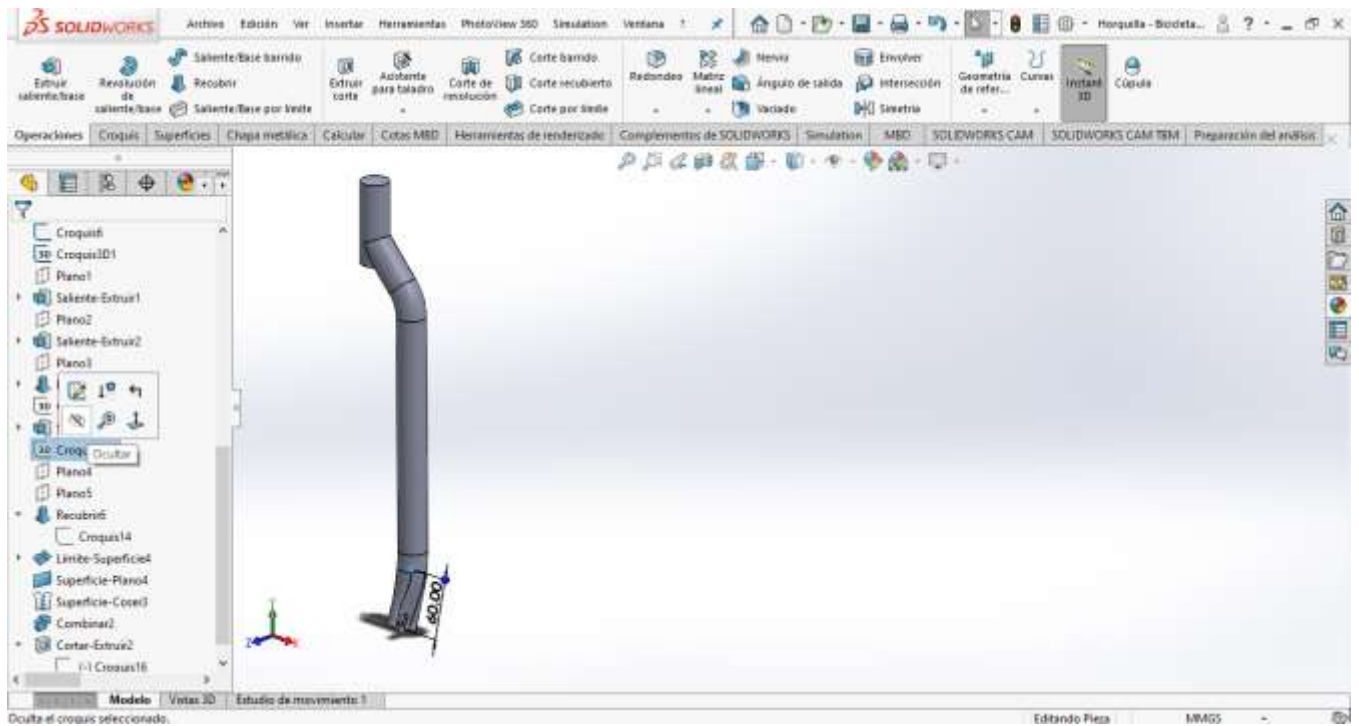 SOLIDWORKS Archivo Edición Ver Insertar Herramientas PhotoView 360 Simulation Ventana ? Horquilla - Bicicleta... ?
Extruir saliente/base
Revolución de saliente/base
Saliente/Base barrido
Recubrir
Saliente/Base por límite
Extruir corte
Asistente para taladro
Corte de revolución
Corte barrido
Corte recubierto
Corte por límite
Redondeo
Matriz lineal
Nervio
Ángulo de salida
Vaciado
Envolver
Intersección
Simetría
Geometría de refer...
Curvas
Instant 3D
Cúpula
Operaciones Croquis Superficies Chapa metálica Calcular Cotas MBD Herramientas de renderizado Complementos de SOLIDWORKS Simulation MBD SOLIDWORKS CAM SOLIDWORKS CAM TBM Preparación del análisis
Croquis6
3D Croquis3D1
Plano1
Saliente-Extruir1
Plano2
Saliente-Extruir2
Plano3
3D
3D Croqu
Ocultar
Plano4
Plano5
Recubrir6
Croquis14
Límite-Superficie4
Superficie-Plano4
Superficie-Coser3
Combinar2
Cortar-Extruir2
(-) Croquis16
60.00
Modelo Vistas 3D Estudio de movimiento 1
Oculta el croquis seleccionado. Editando Pieza MMGS